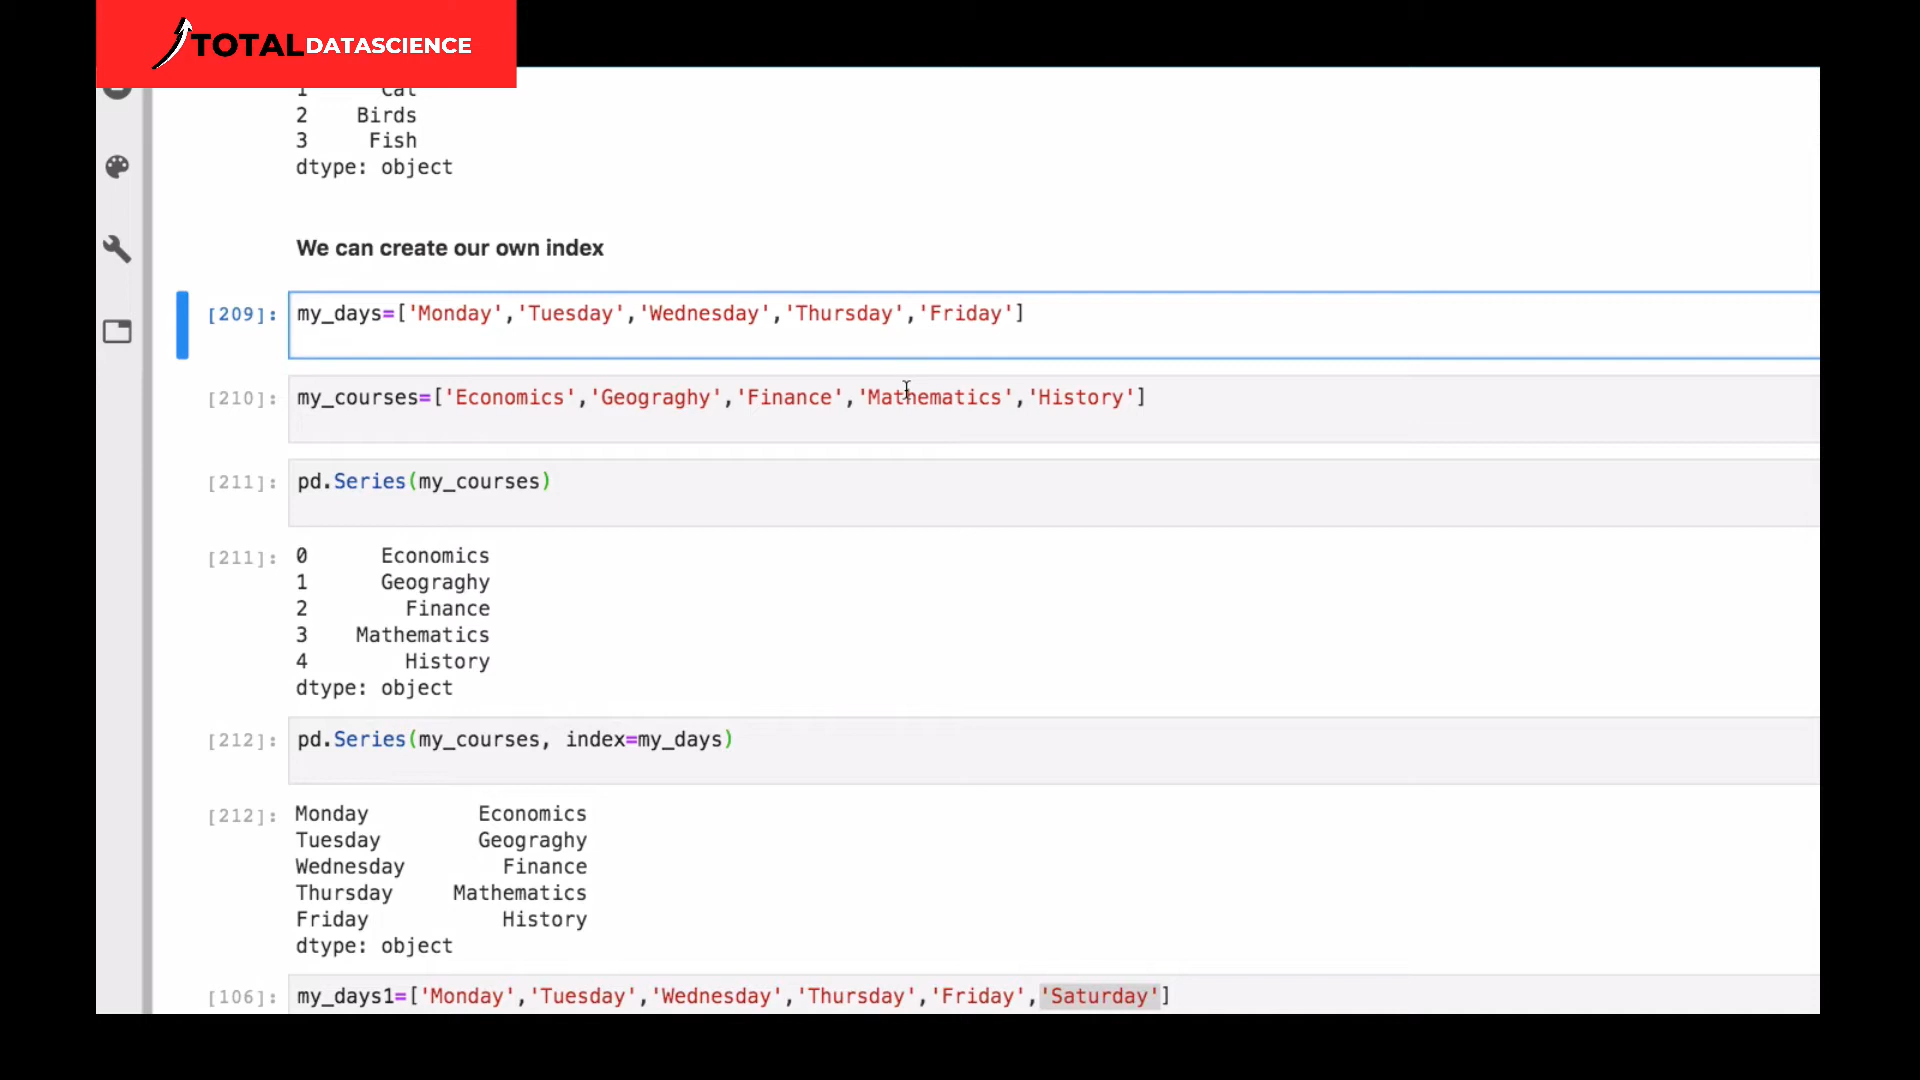 TOTALDATASCIENCE
1 Cat
2 Birds
3 Fish
dtype: object
We can create our own index
[209]: my_days=['Monday','Tuesday','Wednesday','Thursday','Friday']
[210]: my_courses=['Economics','Geograghy','Finance','Mathematics','History']
[211]: pd.Series(my_courses)
[211]: 0 Economics
1 Geograghy
2 Finance
3 Mathematics
4 History
dtype: object
[212]: pd.Series(my_courses, index=my_days)
[212]: Monday Economics
Tuesday Geograghy
Wednesday Finance
Thursday Mathematics
Friday History
dtype: object
[106]: my_days1=['Monday','Tuesday','Wednesday','Thursday','Friday','Saturday']